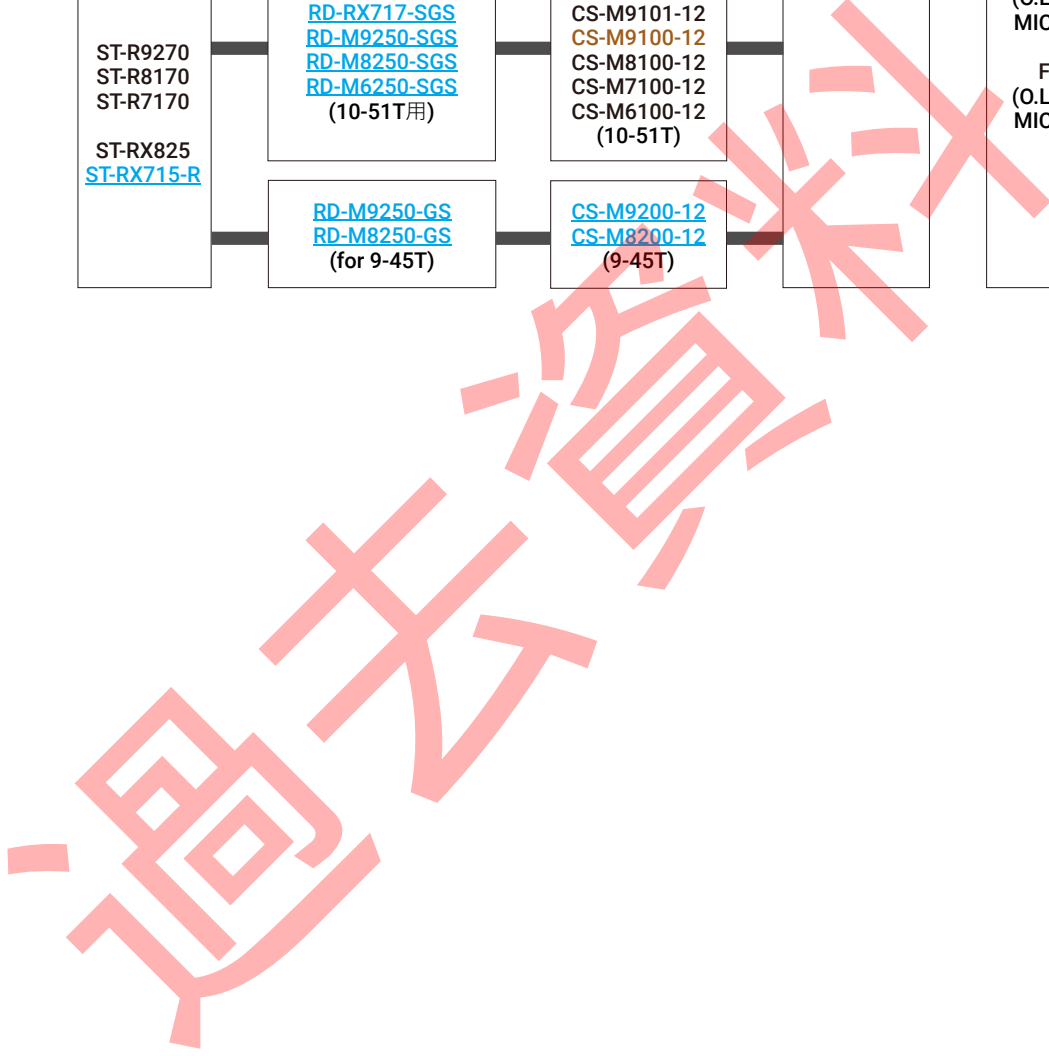 ST-R9270
ST-R8170
ST-R7170
ST-RX825
ST-RX715-R
RD-RX717-SGS
RD-M9250-SGS
RD-M8250-SGS
RD-M6250-SGS
(10-51T用)
CS-M9101-12
CS-M9100-12
CS-M8100-12
CS-M7100-12
CS-M6100-12
(10-51T)
RD-M9250-GS
RD-M8250-GS
(for 9-45T)
CS-M9200-12
CS-M8200-12
(9-45T)
MIC
F
(O.L
MIC
過去資料